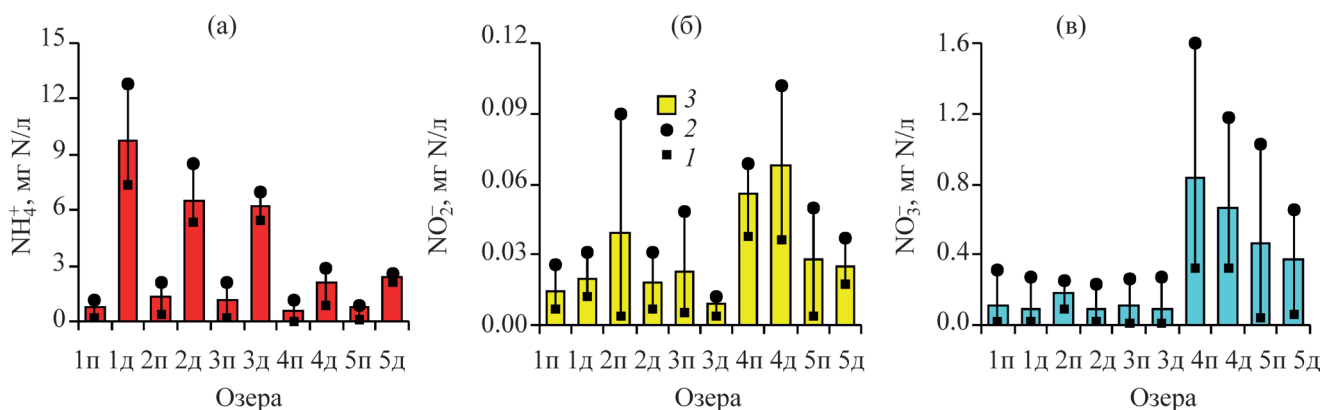 (а)
NH₄⁺, мг N/л
15
12
9
6
3
0
1п 1д 2п 2д 3п 3д 4п 4д 5п 5д
Озера
(б)
NO₂⁻, мг N/л
0.12
0.09
0.06
0.03
0.00
3
2
1
1п 1д 2п 2д 3п 3д 4п 4д 5п 5д
Озера
(в)
NO₃⁻, мг N/л
1.6
1.2
0.8
0.4
0.0
1п 1д 2п 2д 3п 3д 4п 4д 5п 5д
Озера